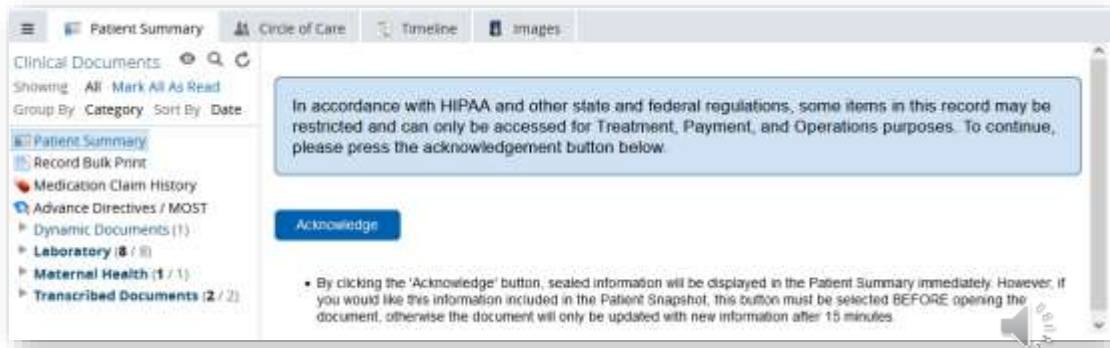 Patient Summary Circle of Care Timeline Images
Clinical Documents
Showing All Mark All As Read
Group By Category Sort By Date
Patient Summary
Record Bulk Print
Medication Claim History
Advance Directives / MOST
Dynamic Documents (1)
Laboratory (8 / 8)
Maternal Health (1 / 1)
Transcribed Documents (2 / 2)
In accordance with HIPAA and other state and federal regulations, some items in this record may be
restricted and can only be accessed for Treatment, Payment, and Operations purposes. To continue,
please press the acknowledgement button below.
Acknowledge
• By clicking the 'Acknowledge' button, sealed information will be displayed in the Patient Summary immediately. However, if
you would like this information included in the Patient Snapshot, this button must be selected BEFORE opening the
document, otherwise the document will only be updated with new information after 15 minutes